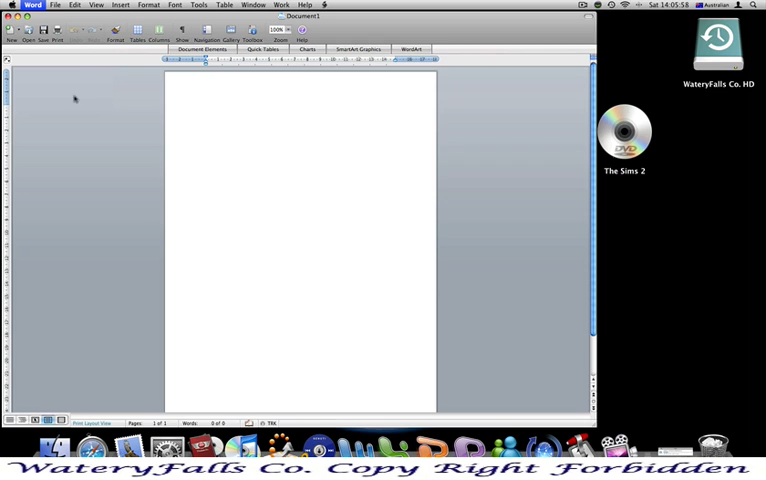 Word File Edit View Insert Format Font Tools Table Window Work Help Sat 14:05:58 Australian
Document1
100%
New Open Save Print Format Tables Columns Show Navigation Gallery Toolbox Zoom Help
Document Elements Quick Tables Charts SmartArt Graphics WordArt
WateryFalls Co. HD
DVD
The Sims 2
Print Layout View Pages: 1 of 1 Words: 0 of 0 TRK
WateryFalls Co. Copy Right Forbidden